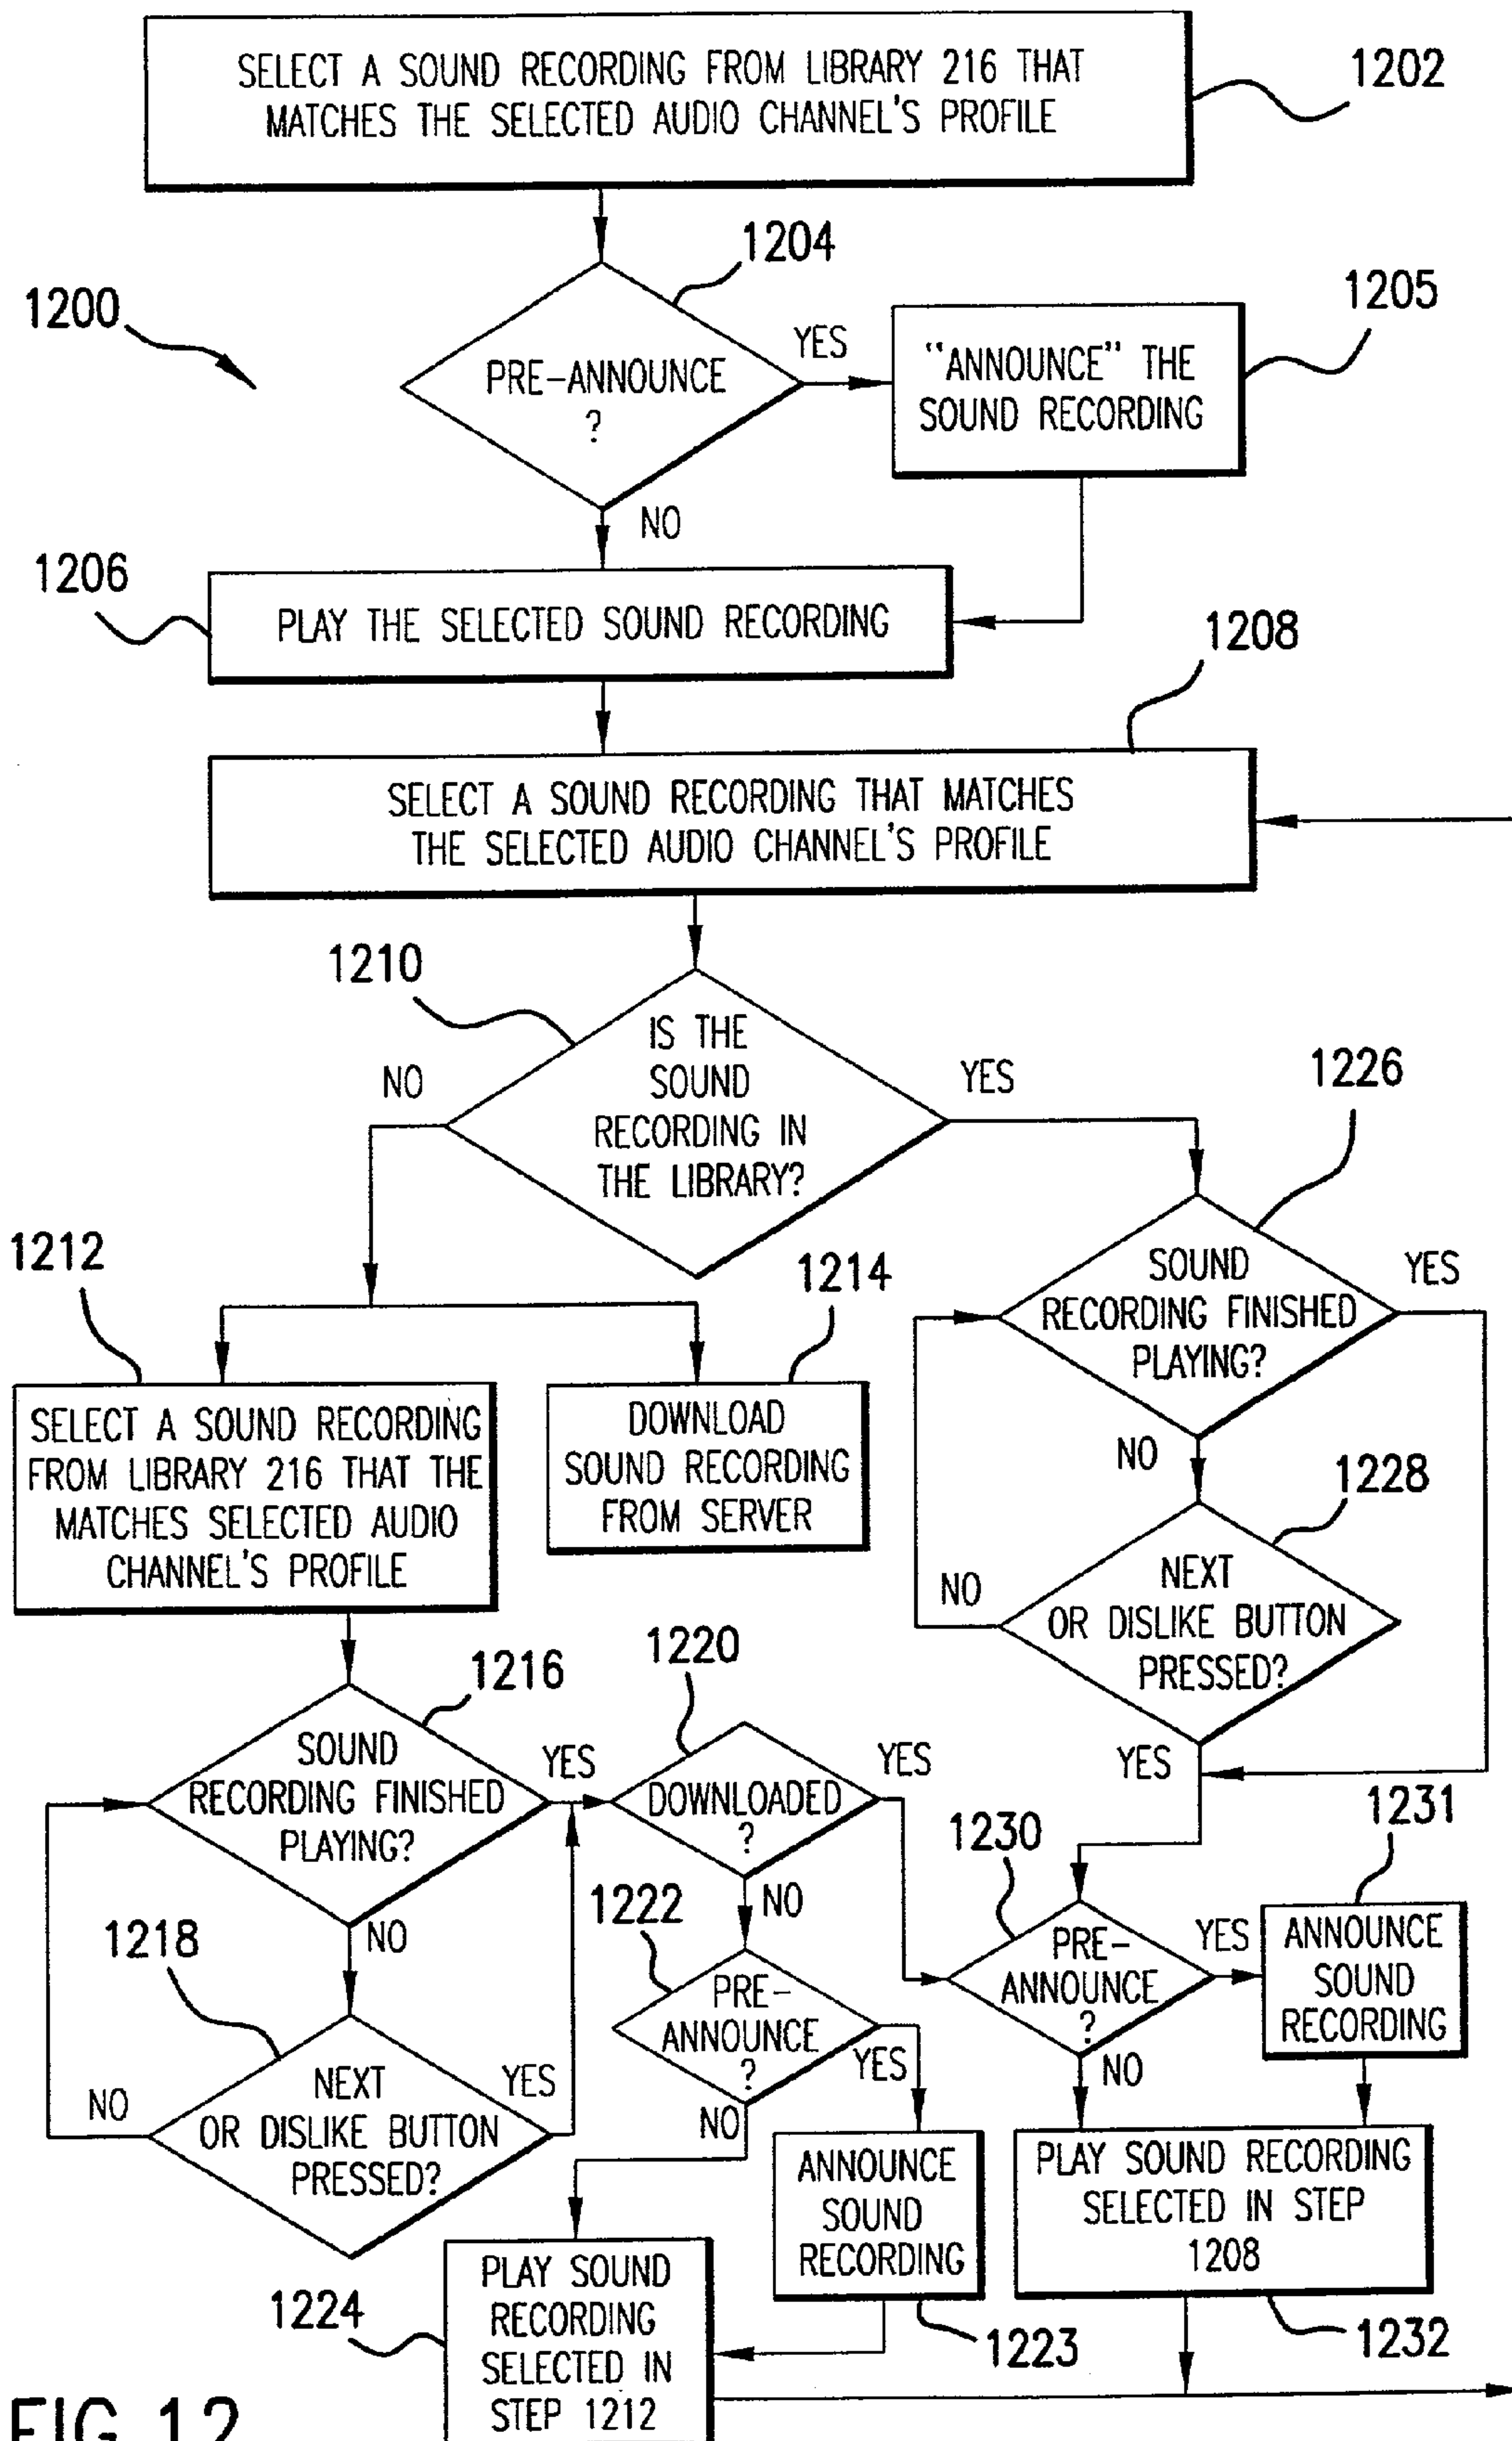 SELECT A SOUND RECORDING FROM LIBRARY 216 THAT
MATCHES THE SELECTED AUDIO CHANNEL'S PROFILE
1202
1204
1200
PRE-ANNOUNCE
?
YES
1205
"ANNOUNCE" THE
SOUND RECORDING
NO
1206
PLAY THE SELECTED SOUND RECORDING
1208
SELECT A SOUND RECORDING THAT MATCHES
THE SELECTED AUDIO CHANNEL'S PROFILE
1210
IS THE
SOUND
RECORDING IN
THE LIBRARY?
NO
YES
1226
1212
1214
SOUND
RECORDING FINISHED
PLAYING?
YES
NO
SELECT A SOUND RECORDING
FROM LIBRARY 216 THAT THE
MATCHES SELECTED AUDIO
CHANNEL'S PROFILE
DOWNLOAD
SOUND RECORDING
FROM SERVER
1228
NEXT
OR DISLIKE BUTTON
PRESSED?
NO
YES
1216
SOUND
RECORDING FINISHED
PLAYING?
YES
NO
1220
DOWNLOADED
?
YES
NO
1218
NEXT
OR DISLIKE BUTTON
PRESSED?
NO
YES
1222
PRE-
ANNOUNCE
?
YES
NO
1230
PRE-
ANNOUNCE
?
YES
NO
1231
ANNOUNCE
SOUND
RECORDING
ANNOUNCE
SOUND
RECORDING
1223
PLAY SOUND RECORDING
SELECTED IN STEP
1208
1232
1224
PLAY SOUND
RECORDING
SELECTED IN
STEP 1212
FIG.12